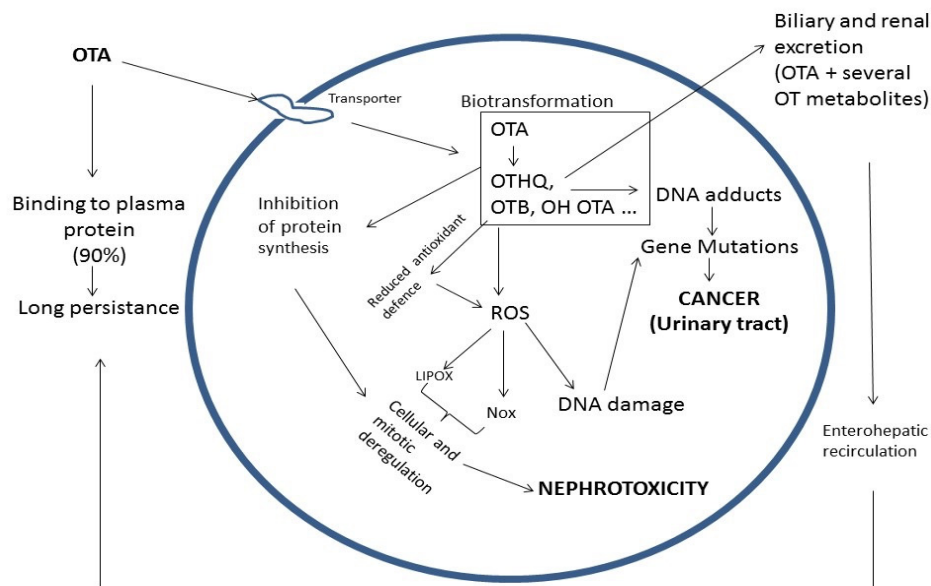 OTA
Binding to plasma
protein
(90%)
Long persistance
Transporter
Biotransformation
OTA
OTHQ,
OTB, OH OTA ...
Biliary and renal
excretion
(OTA + several
OT metabolites)
Inhibition
of protein
synthesis
Reduced antioxidant
defence
ROS
LIPOX
Nox
Cellular and
mitotic
deregulation
NEPHROTOXICITY
DNA damage
DNA adducts
Gene Mutations
CANCER
(Urinary tract)
Enterohepatic
recirculation